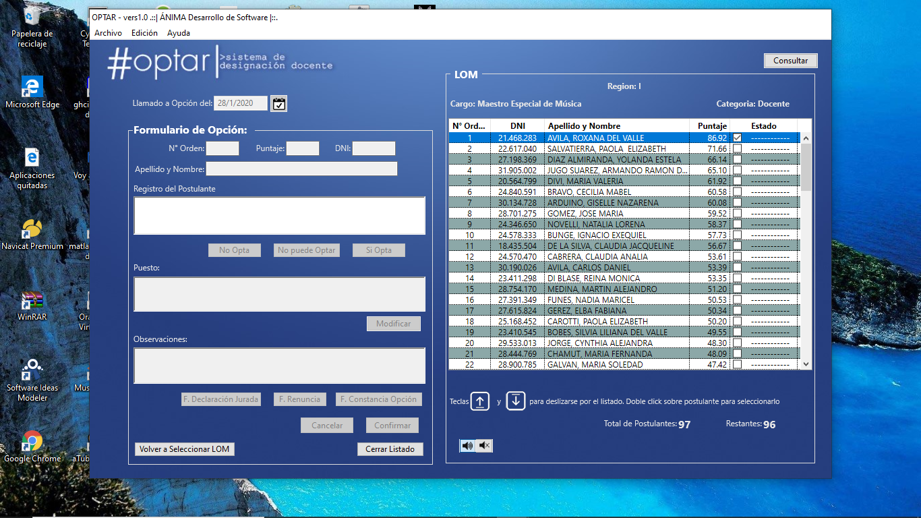 Papelera de
reciclaje
Microsoft Edge
Aplicaciones
quitadas
Navicat Premium
WinRAR
Software Ideas
Modeler
Google Chrome
OPTAR - vers1.0 .::| ÁNIMA Desarrollo de Software |::.
Archivo Edición Ayuda
#optar >sistema de
designación docente
Consultar
Llamado a Opción del: 28/1/2020
Formulario de Opción:
N° Orden: Puntaje: DNI:
Apellido y Nombre:
Registro del Postulante
No Opta No puede Optar Si Opta
Puesto:
Modificar
Observaciones:
F. Declaración Jurada F. Renuncia F. Constancia Opción
Cancelar Confirmar
Volver a Seleccionar LOM Cerrar Listado
LOM
Region: I
Cargo: Maestro Especial de Música Categoria: Docente
N° Ord... DNI Apellido y Nombre Puntaje Estado
1 21.468.283 AVILA, ROXANA DEL VALLE 86.92 ------------
2 22.617.040 SALVATIERRA, PAOLA ELIZABETH 71.66 ------------
3 27.198.369 DIAZ ALMIRANDA, YOLANDA ESTELA 66.14 ------------
4 31.905.002 JUGO SUAREZ, ARMANDO RAMON D... 65.10 ------------
5 20.564.799 DIVI, MARIA VALERIA 61.92 ------------
6 24.840.591 BRAVO, CECILIA MABEL 60.58 ------------
7 30.134.728 ARDUINO, GISELLE NAZARENA 60.08 ------------
8 28.701.275 GOMEZ, JOSE MARIA 59.52 ------------
9 24.346.650 NOVELLI, NATALIA LORENA 58.37 ------------
10 24.578.333 BUNGE, IGNACIO EXEQUIEL 57.73 ------------
11 18.435.504 DE LA SILVA, CLAUDIA JACQUELINE 56.67 ------------
12 24.570.470 CABRERA, CLAUDIA ANALIA 53.61 ------------
13 30.190.026 AVILA, CARLOS DANIEL 53.39 ------------
14 23.411.298 DI BLASE, REINA MONICA 53.35 ------------
15 28.754.170 MEDINA, MARTIN ALEJANDRO 51.20 ------------
16 27.391.349 FUNES, NADIA MARICEL 50.53 ------------
17 27.615.824 GEREZ, ELBA FABIANA 50.34 ------------
18 25.168.452 CAROTTI, PAOLA ELIZABETH 50.20 ------------
19 23.410.545 BOBES, SILVIA LILIANA DEL VALLE 49.55 ------------
20 29.533.013 JORGE, CYNTHIA ALEJANDRA 48.30 ------------
21 28.444.769 CHAMUT, MARIA FERNANDA 48.09 ------------
22 28.900.785 GALVAN, MARIA SOLEDAD 47.42 ------------
Teclas y para deslizarse por el listado. Doble click sobre postulante para seleccionarlo
Total de Postulantes: 97 Restantes: 96